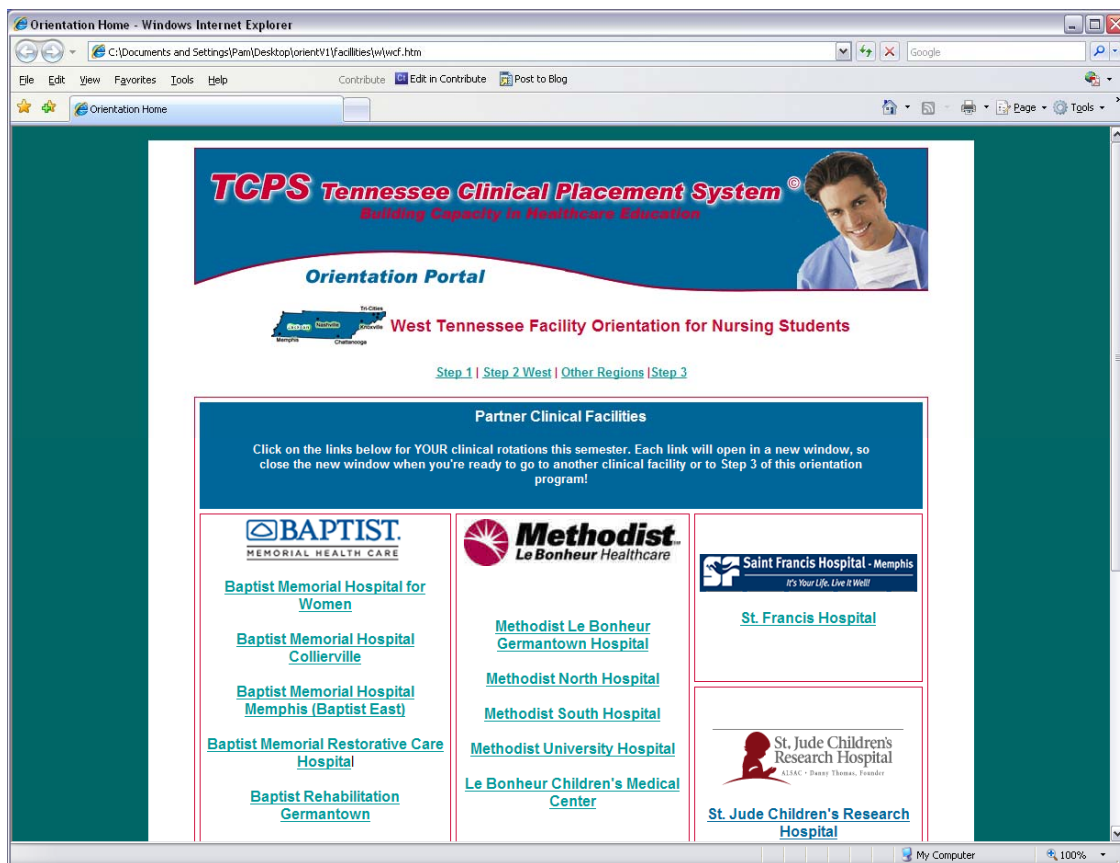 Orientation Home - Windows Internet Explorer
C:\Documents and Settings\Pam\Desktop\orientV1\facillities\w\wcf.htm
Google
File Edit View Favorites Tools Help
Contribute Edit in Contribute Post to Blog
Orientation Home
Page Tools
TCPS Tennessee Clinical Placement System ©
Building Capacity in Healthcare Education
Orientation Portal
Tri-Cities
Jackson Nashville Knoxville
Memphis Chattanooga
West Tennessee Facility Orientation for Nursing Students
Step 1 | Step 2 West | Other Regions |Step 3
Partner Clinical Facilities
Click on the links below for YOUR clinical rotations this semester. Each link will open in a new window, so
close the new window when you're ready to go to another clinical facility or to Step 3 of this orientation
program!
BAPTIST.
MEMORIAL HEALTH CARE
Baptist Memorial Hospital for
Women
Baptist Memorial Hospital
Collierville
Baptist Memorial Hospital
Memphis (Baptist East)
Baptist Memorial Restorative Care
Hospital
Baptist Rehabilitation
Germantown
Methodist
Le Bonheur Healthcare
Methodist Le Bonheur
Germantown Hospital
Methodist North Hospital
Methodist South Hospital
Methodist University Hospital
Le Bonheur Children's Medical
Center
SF Saint Francis Hospital - Memphis
It's Your Life. Live It Well!
St. Francis Hospital
St. Jude Children's
Research Hospital
ALSAC • Danny Thomas, Founder
St. Jude Children's Research
Hospital
My Computer
100%